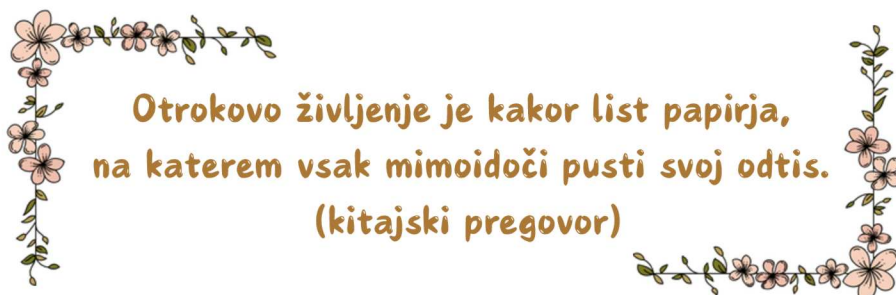 Otrokovo življenje je kakor list papirja,
na katerem vsak mimoidoči pusti svoj odtis.
(kitajski pregovor)